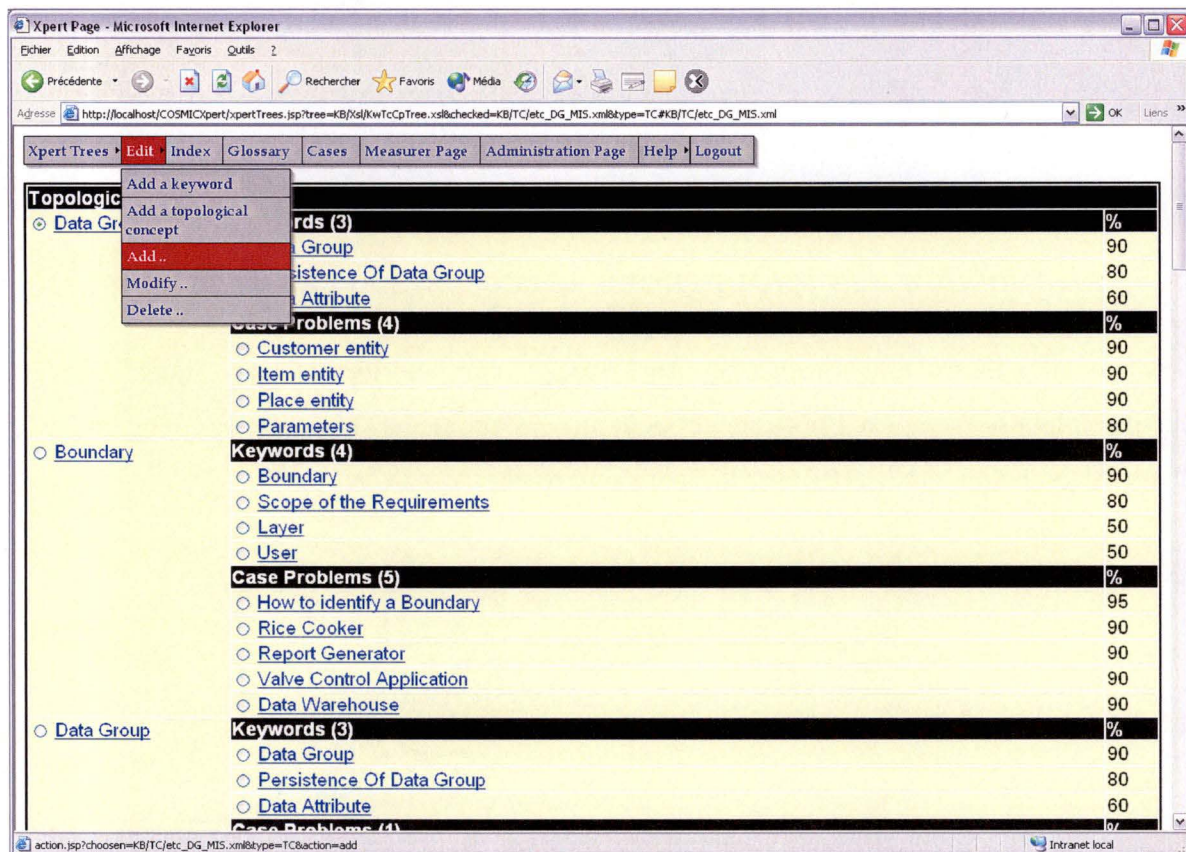 Xpert Page - Microsoft Internet Explorer
Eichier Edition Affichage Favoris Outils ?
Précédente Rechercher Favoris Média
Adresse http://localhost/COSMICXpert/xpertTrees.jsp?tree=KB/Xsl/KwTcCpTree.xsl&checked=KB/TC/etc_DG_MIS.xml&type=TC#KB/TC/etc_DG_MIS.xml OK Liens »
Xpert Trees Edit Index Glossary Cases Measurer Page Administration Page Help Logout
Add a keyword
Add a topological
concept
Add ..
Modify ..
Delete ..
Topologic
Data Gr rds (3) %
Group 90
sistence Of Data Group 80
Attribute 60
Case Problems (4) %
Customer entity 90
Item entity 90
Place entity 90
Parameters 80
Boundary Keywords (4) %
Boundary 90
Scope of the Requirements 80
Layer 50
User 50
Case Problems (5) %
How to identify a Boundary 95
Rice Cooker 90
Report Generator 90
Valve Control Application 90
Data Warehouse 90
Data Group Keywords (3) %
Data Group 90
Persistence Of Data Group 80
Data Attribute 60
Case Problems (4) %
action.jsp?choosen=KB/TC/etc_DG_MIS.xml&type=TC&action=add Intranet local